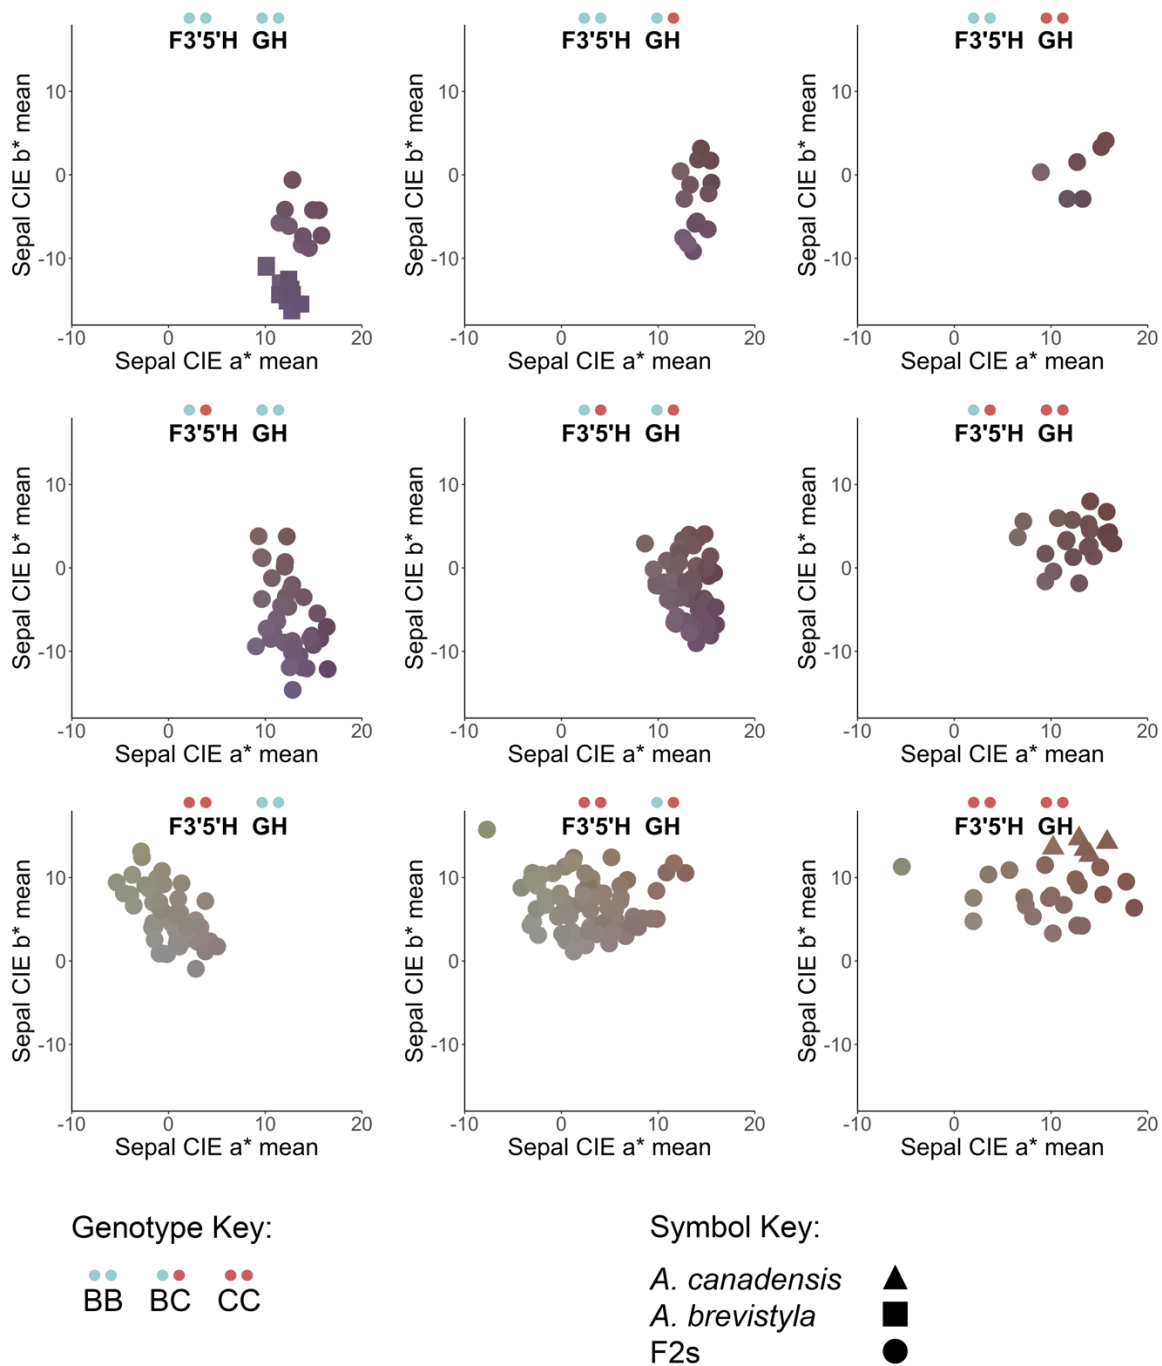 F3'5'H GH
F3'5'H GH
F3'5'H GH
Sepal CIE b* mean
10
0
-10
-10 0 10 20
Sepal CIE a* mean
Sepal CIE b* mean
10
0
-10
-10 0 10 20
Sepal CIE a* mean
Sepal CIE b* mean
10
0
-10
-10 0 10 20
Sepal CIE a* mean
F3'5'H GH
F3'5'H GH
F3'5'H GH
Sepal CIE b* mean
10
0
-10
-10 0 10 20
Sepal CIE a* mean
Sepal CIE b* mean
10
0
-10
-10 0 10 20
Sepal CIE a* mean
Sepal CIE b* mean
10
0
-10
-10 0 10 20
Sepal CIE a* mean
F3'5'H GH
F3'5'H GH
F3'5'H GH
Sepal CIE b* mean
10
0
-10
-10 0 10 20
Sepal CIE a* mean
Sepal CIE b* mean
10
0
-10
-10 0 10 20
Sepal CIE a* mean
Sepal CIE b* mean
10
0
-10
-10 0 10 20
Sepal CIE a* mean
Genotype Key:
BB BC CC
Symbol Key:
A. canadensis
A. brevistyla
F2s